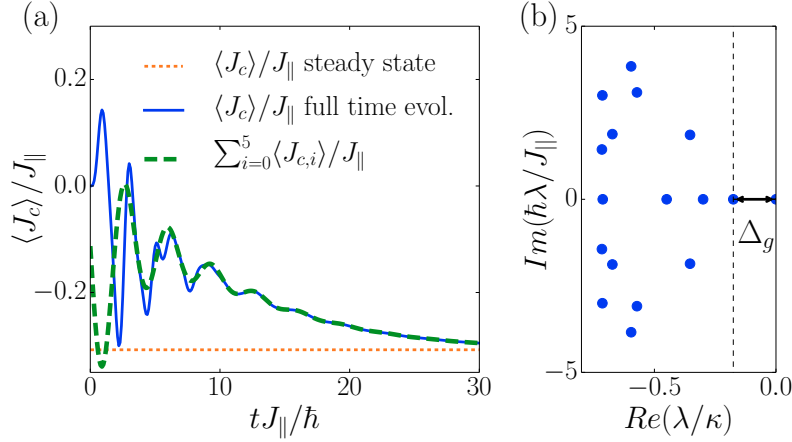 (a)
0.2
0.0
−0.2
⟨J_c⟩/J_∥
⟨J_c⟩/J_∥ steady state
⟨J_c⟩/J_∥ full time evol.
∑_{i=0}^{5}⟨J_{c,i}⟩/J_∥
0 10 20 30
tJ_∥/ħ
(b)
5
0
−5
Im(ħλ/J_∥)
Δ_g
−0.5 0.0
Re(λ/κ)